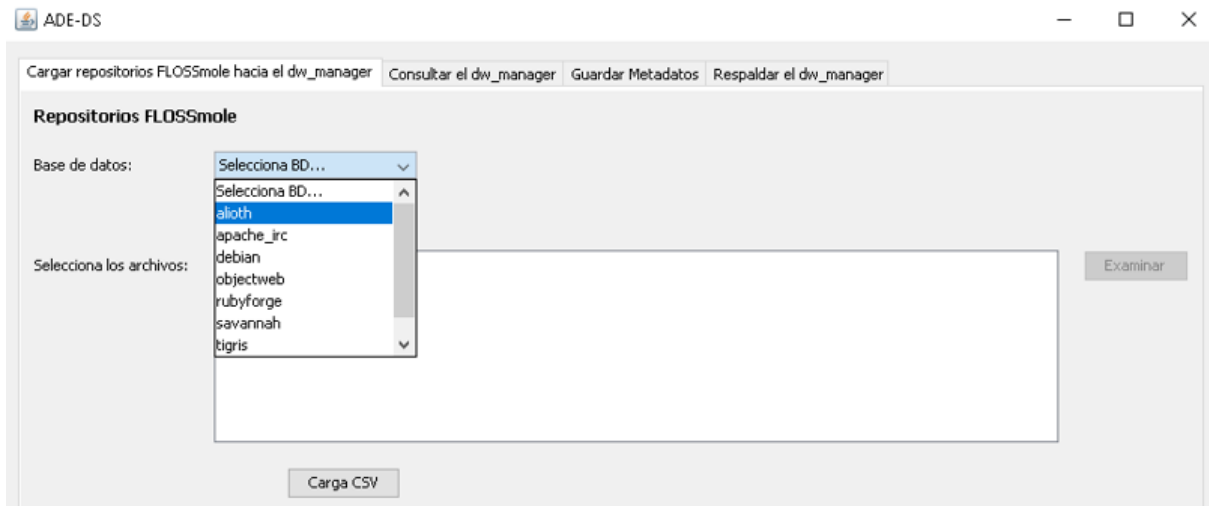 ADE-DS
Cargar repositorios FLOSSmole hacia el dw_manager Consultar el dw_manager Guardar Metadatos Respaldar el dw_manager
Repositorios FLOSSmole
Base de datos: Selecciona BD...
Selecciona BD...
alioth
apache_irc
debian
Selecciona los archivos: Examinar
objectweb
rubyforge
savannah
tigris
Carga CSV